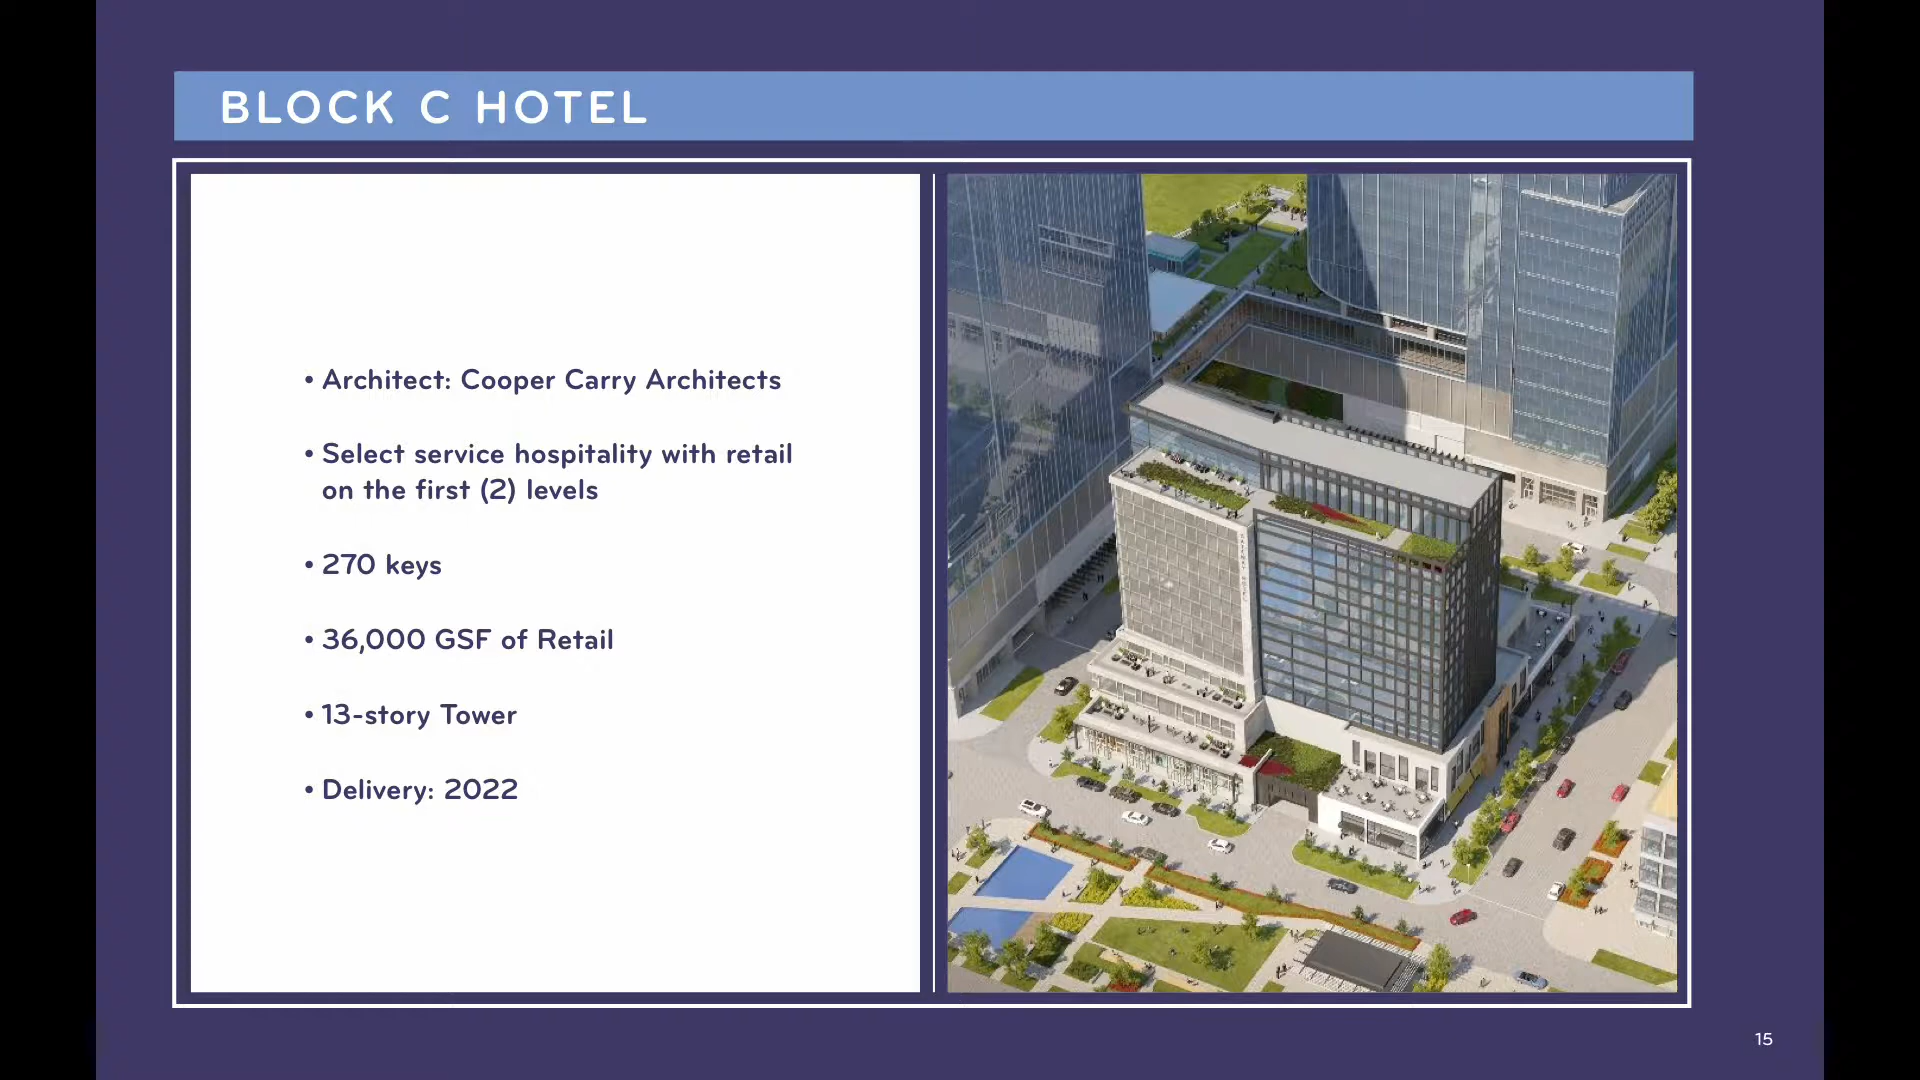 BLOCK C HOTEL
• Architect: Cooper Carry Architects
• Select service hospitality with retail
on the first (2) levels
• 270 keys
• 36,000 GSF of Retail
• 13-story Tower
• Delivery: 2022
15